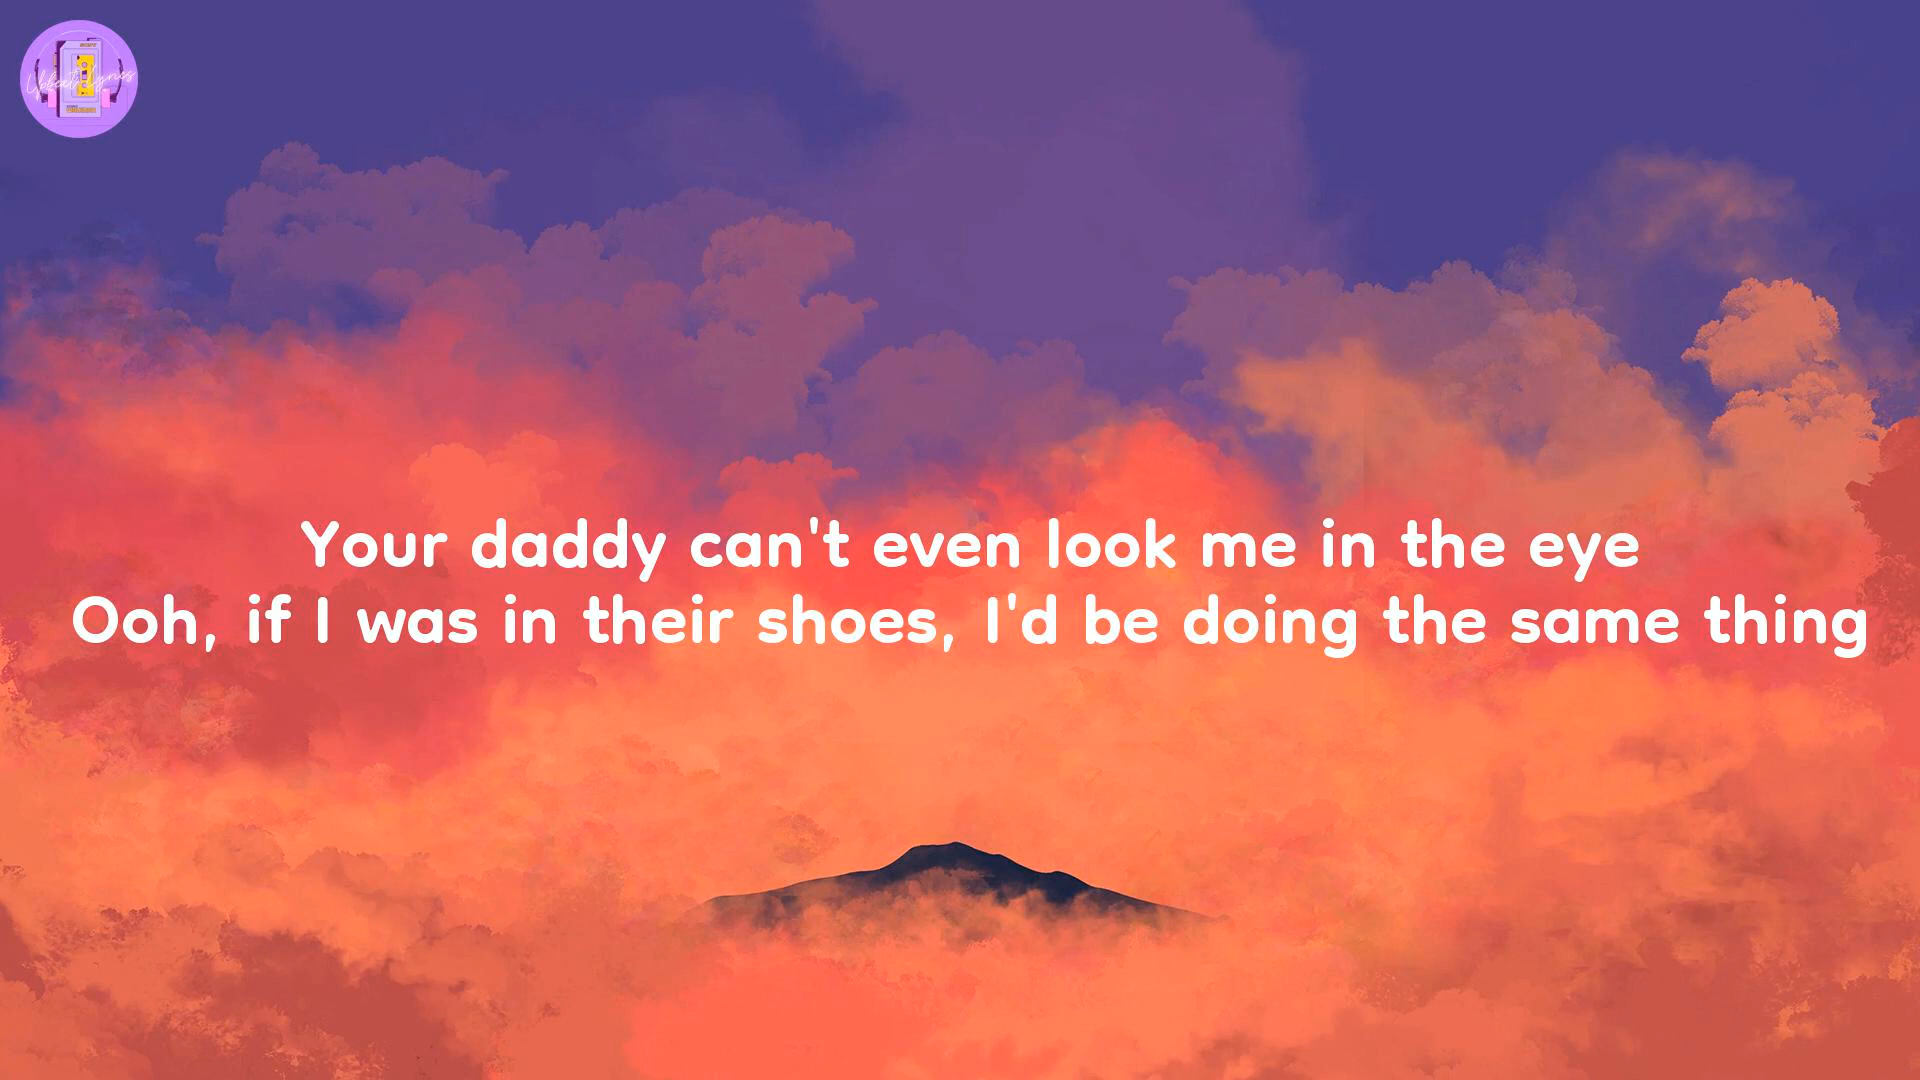 Your daddy can't even look me in the eye
Ooh, if I was in their shoes, I'd be doing the same thing